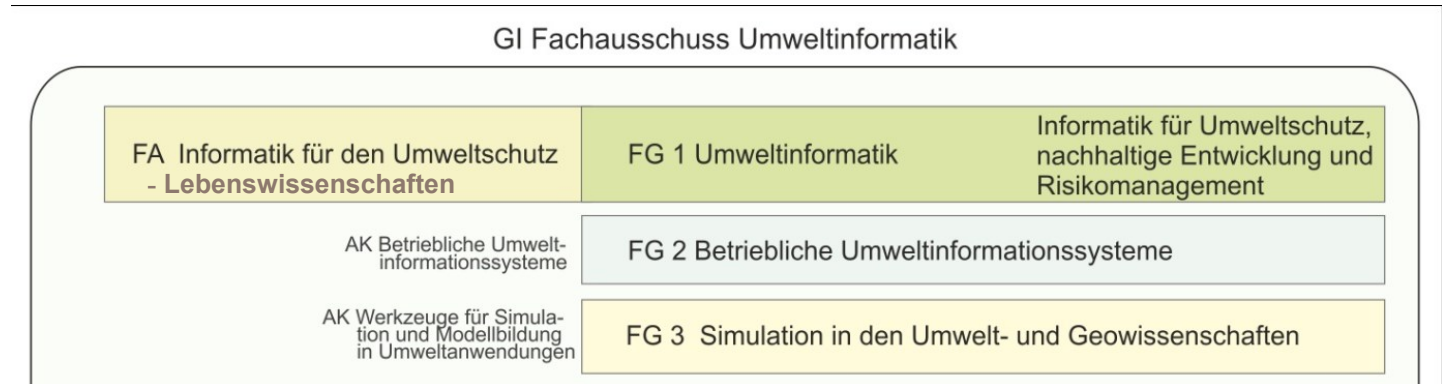 GI Fachausschuss Umweltinformatik
FA Informatik für den Umweltschutz
- Lebenswissenschaften
FG 1 Umweltinformatik
Informatik für Umweltschutz,
nachhaltige Entwicklung und
Risikomanagement
AK Betriebliche Umwelt-
informationssysteme
FG 2 Betriebliche Umweltinformationssysteme
AK Werkzeuge für Simula-
tion und Modellbildung
in Umweltanwendungen
FG 3 Simulation in den Umwelt- und Geowissenschaften